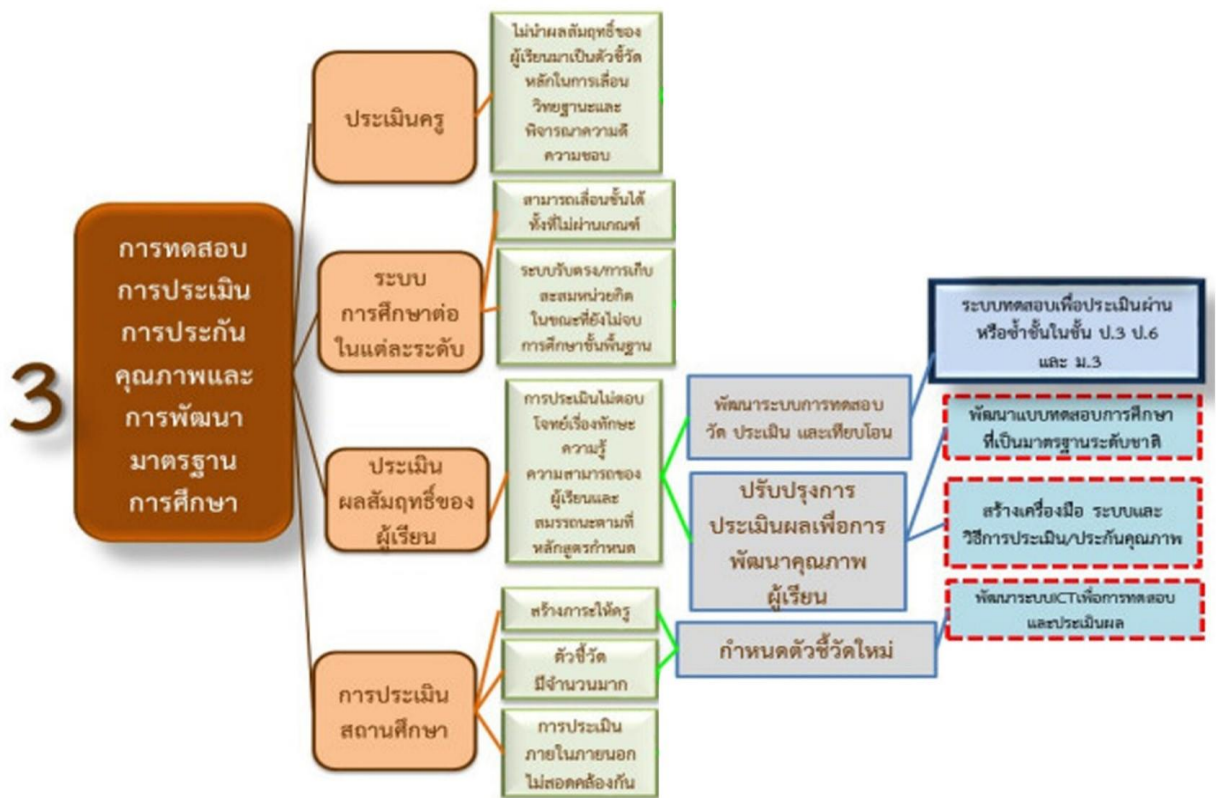 3
การทดสอบ
การประเมิน
การประกัน
คุณภาพและ
การพัฒนา
มาตรฐาน
การศึกษา
ประเมินครู
ไม่นำผลสัมฤทธิ์ของ
ผู้เรียนมาเป็นตัวชี้วัด
หลักในการเลื่อน
วิทยฐานะและ
พิจารณาความดี
ความชอบ
ระบบ
การศึกษาต่อ
ในแต่ละระดับ
สามารถเลื่อนชั้นได้
ทั้งที่ไม่ผ่านเกณฑ์
ระบบรับตรง/การเก็บ
สะสมหน่วยกิต
ในขณะที่ยังไม่จบ
การศึกษาขั้นพื้นฐาน
ประเมิน
ผลสัมฤทธิ์ของ
ผู้เรียน
การประเมินไม่ตอบ
โจทย์เรื่องทักษะ
ความรู้
ความสามารถของ
ผู้เรียนและ
สมรรถนะตามที่
หลักสูตรกำหนด
พัฒนาระบบการทดสอบ
วัด ประเมิน และเทียบโอน
ปรับปรุงการ
ประเมินผลเพื่อการ
พัฒนาคุณภาพ
ผู้เรียน
ระบบทดสอบเพื่อประเมินผ่าน
หรือซ้ำชั้นในชั้น ป.3 ป.6
และ ม.3
พัฒนาแบบทดสอบการศึกษา
ที่เป็นมาตรฐานระดับชาติ
สร้างเครื่องมือ ระบบและ
วิธีการประเมิน/ประกันคุณภาพ
พัฒนาระบบICTเพื่อการทดสอบ
และประเมินผล
การประเมิน
สถานศึกษา
สร้างภาระให้ครู
ตัวชี้วัด
มีจำนวนมาก
การประเมิน
ภายในภายนอก
ไม่สอดคล้องกัน
กำหนดตัวชี้วัดใหม่